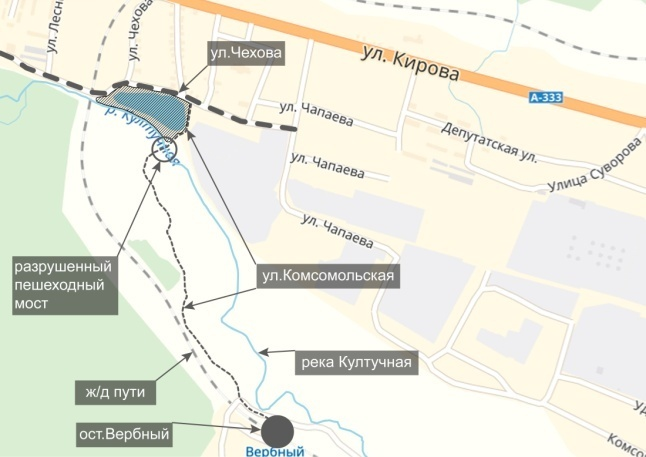 ул. Лесн
ул. Чехова
ул.Чехова
ул. Кирова
А-333
р. Култучная
ул. Чапаева
Депутатская ул.
ул. Чапаева
Улица Суворова
ул. Чапаева
разрушенный
пешеходный
мост
ул.Комсомольская
река Култучная
ж/д пути
ост.Вербный
Вербный
Комсо